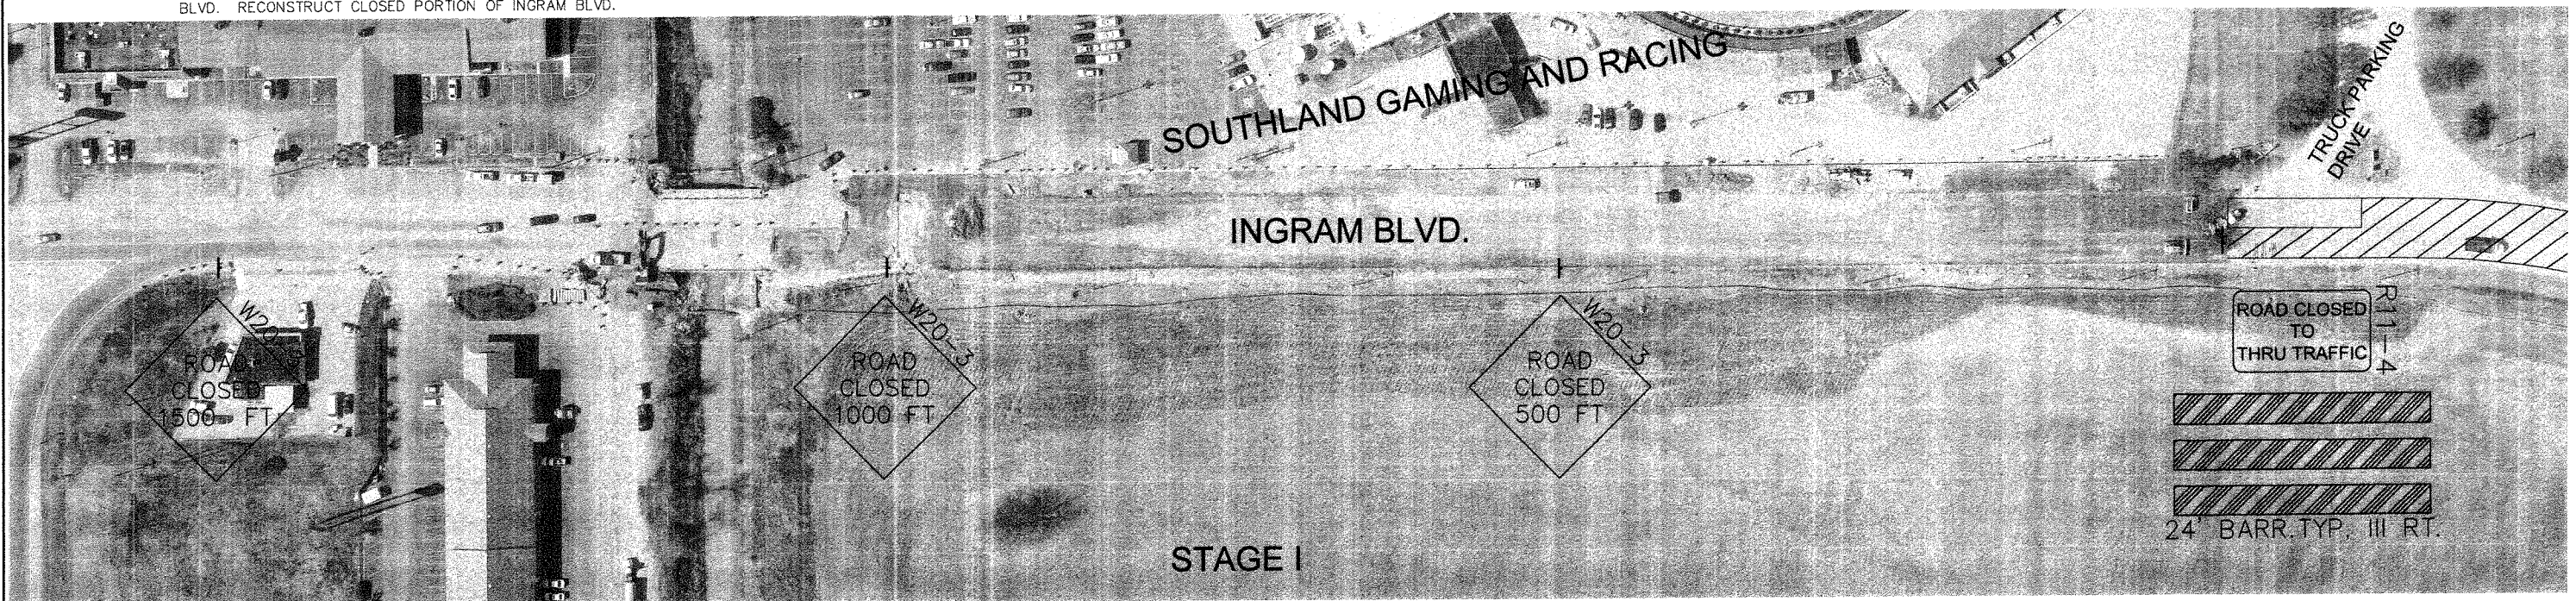 BLVD. RECONSTRUCT CLOSED PORTION OF INGRAM BLVD.
SOUTHLAND GAMING AND RACING
TRUCK PARKING
DRIVE
INGRAM BLVD.
ROAD
CLOSED
1500 FT
W20-3
ROAD
CLOSED
1000 FT
W20-3
ROAD
CLOSED
500 FT
R11-4
ROAD CLOSED
TO
THRU TRAFFIC
24' BARR.TYP. III RT.
STAGE I